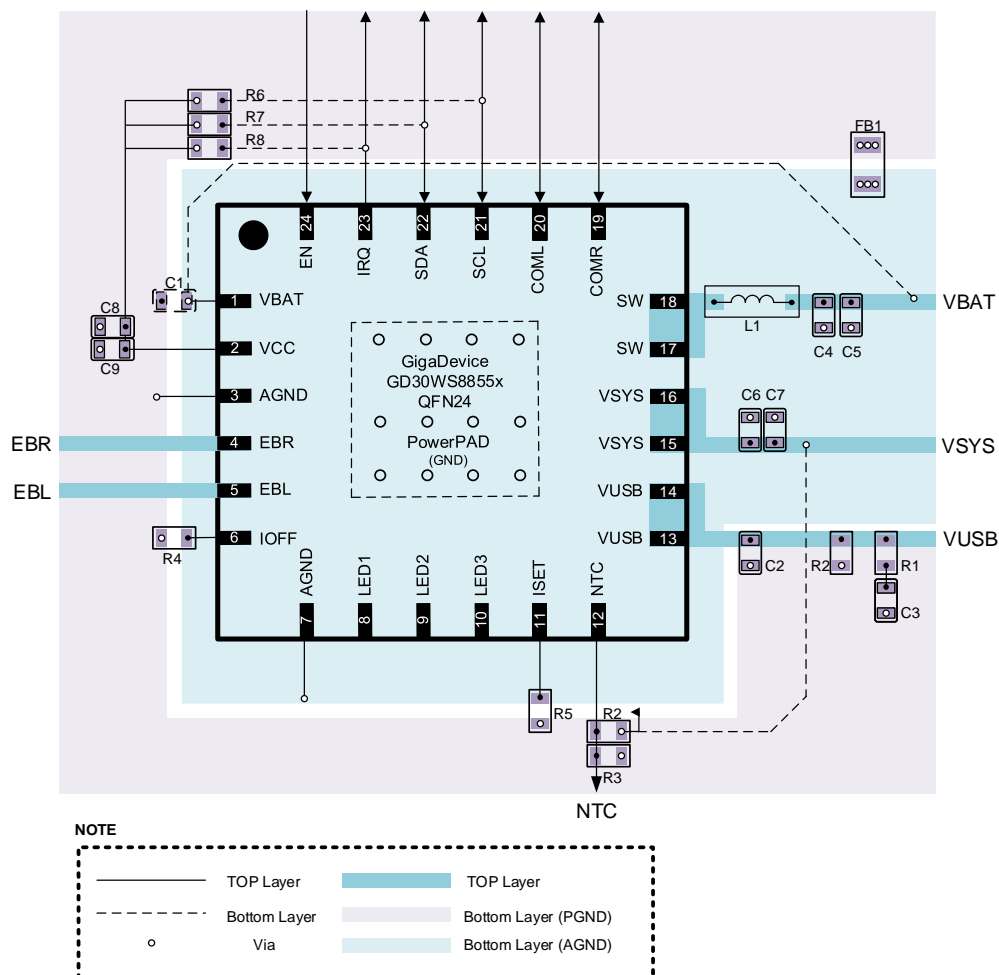 R6
R7
R8
FB1
24
23
22
21
20
19
EN
IRQ
SDA
SCL
COML
COMR
C1
1
VBAT
SW
18
L1
VBAT
C8
C4
C5
2
VCC
SW
17
C9
GigaDevice
GD30WS8855x
QFN24
3
AGND
VSYS
16
C6
C7
EBR
4
EBR
PowerPAD
(GND)
VSYS
15
VSYS
EBL
5
EBL
VUSB
14
6
IOFF
VUSB
13
VUSB
R4
C2
R2
R1
AGND
LED1
LED2
LED3
ISET
NTC
7
8
9
10
11
12
C3
R5
R2
R3
NTC
NOTE
TOP Layer
TOP Layer
Bottom Layer
Bottom Layer (PGND)
Via
Bottom Layer (AGND)